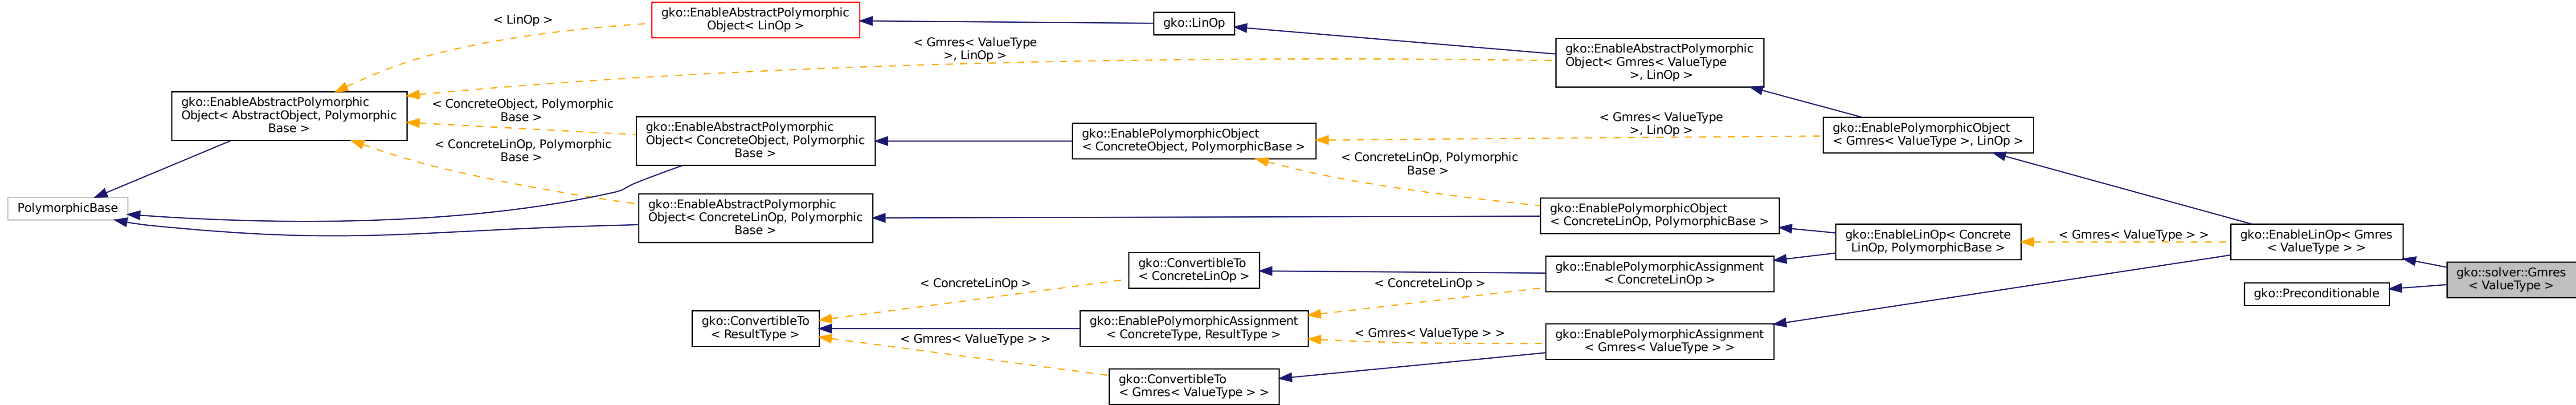 gko::EnableAbstractPolymorphic
Object< LinOp >
< LinOp >
gko::LinOp
< Gmres< ValueType
>, LinOp >
gko::EnableAbstractPolymorphic
Object< Gmres< ValueType
>, LinOp >
gko::EnableAbstractPolymorphic
Object< AbstractObject, Polymorphic
Base >
< ConcreteObject, Polymorphic
Base >
< ConcreteLinOp, Polymorphic
Base >
gko::EnableAbstractPolymorphic
Object< ConcreteObject, Polymorphic
Base >
gko::EnablePolymorphicObject
< ConcreteObject, PolymorphicBase >
< Gmres< ValueType
>, LinOp >
gko::EnablePolymorphicObject
< Gmres< ValueType >, LinOp >
< ConcreteLinOp, Polymorphic
Base >
PolymorphicBase
gko::EnableAbstractPolymorphic
Object< ConcreteLinOp, Polymorphic
Base >
gko::EnablePolymorphicObject
< ConcreteLinOp, PolymorphicBase >
gko::EnableLinOp< Concrete
LinOp, PolymorphicBase >
< Gmres< ValueType > >
gko::EnableLinOp< Gmres
< ValueType > >
gko::ConvertibleTo
< ConcreteLinOp >
gko::EnablePolymorphicAssignment
< ConcreteLinOp >
gko::solver::Gmres
< ValueType >
< ConcreteLinOp >
< ConcreteLinOp >
gko::Preconditionable
gko::ConvertibleTo
< ResultType >
gko::EnablePolymorphicAssignment
< ConcreteType, ResultType >
< Gmres< ValueType > >
gko::EnablePolymorphicAssignment
< Gmres< ValueType > >
< Gmres< ValueType > >
gko::ConvertibleTo
< Gmres< ValueType > >